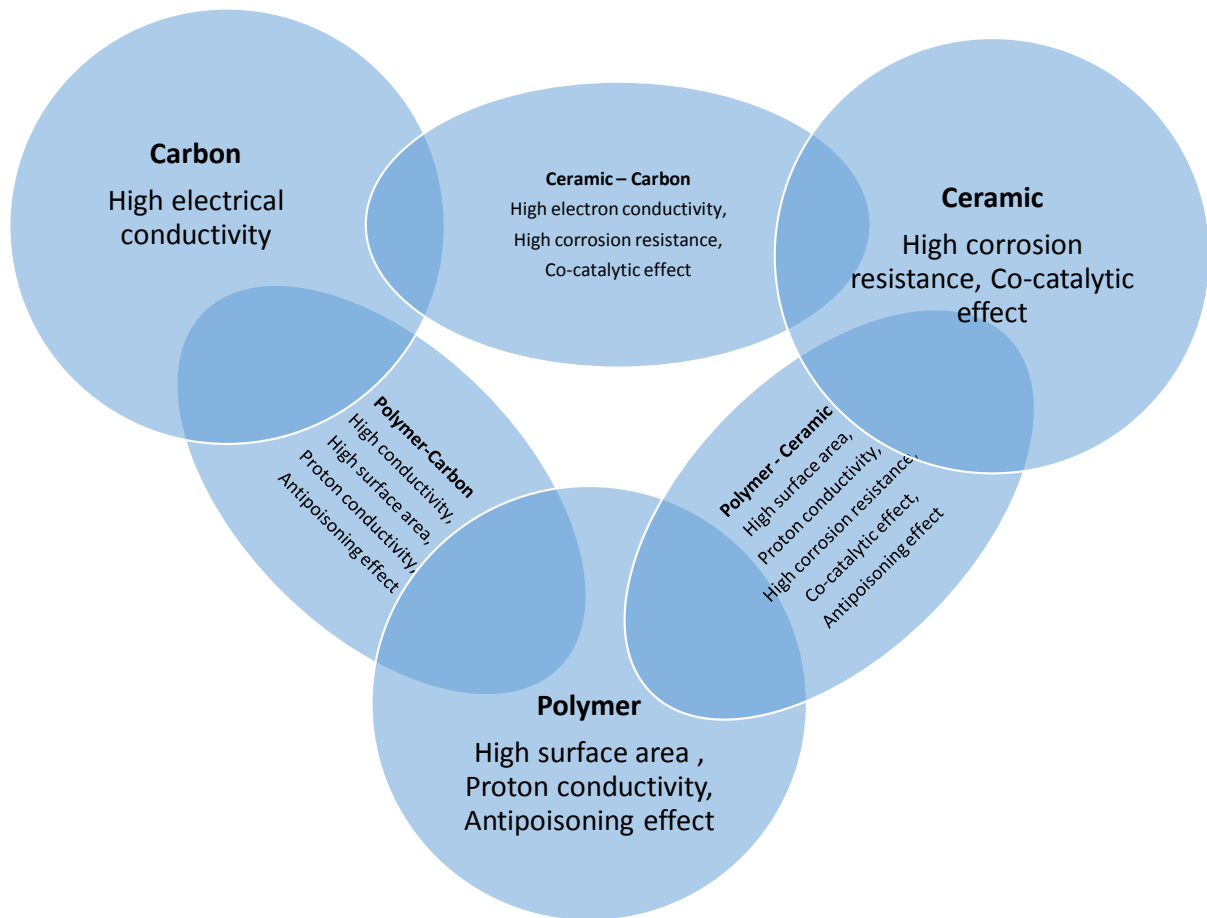 Carbon
High electrical
conductivity
Ceramic – Carbon
High electron conductivity,
High corrosion resistance,
Co-catalytic effect
Ceramic
High corrosion
resistance, Co-catalytic
effect
Polymer-Carbon
High conductivity,
High surface area,
Proton conductivity,
Antipoisoning effect
Polymer - Ceramic
High surface area,
Proton conductivity,
High corrosion resistance,
Co-catalytic effect,
Antipoisoning effect
Polymer
High surface area ,
Proton conductivity,
Antipoisoning effect